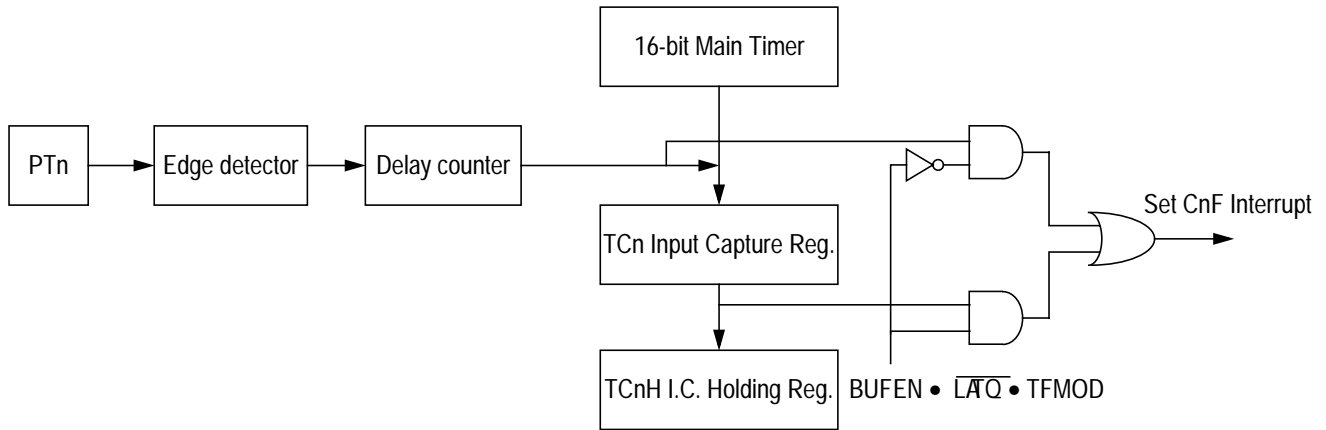 16-bit Main Timer
PTn
Edge detector
Delay counter
Set CnF Interrupt
TCn Input Capture Reg.
TCnH I.C. Holding Reg.
BUFEN • LATQ • TFMOD